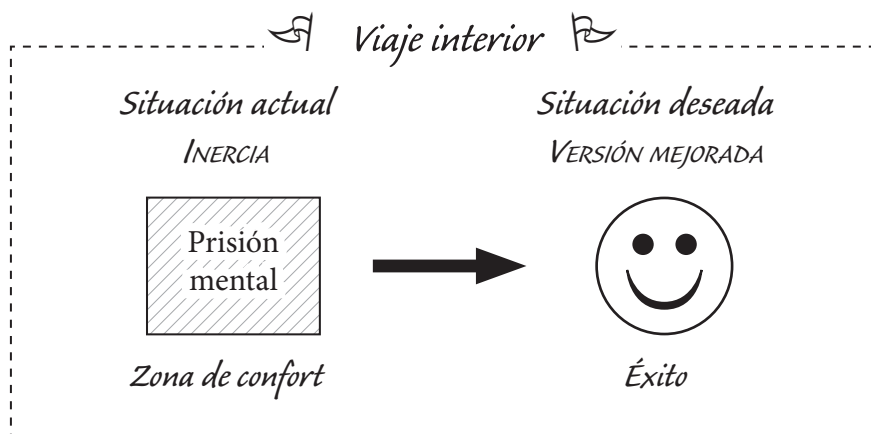 Viaje interior
Situación actual
INERCIA
Prisión
mental
Zona de confort
Situación deseada
VERSIÓN MEJORADA
Éxito